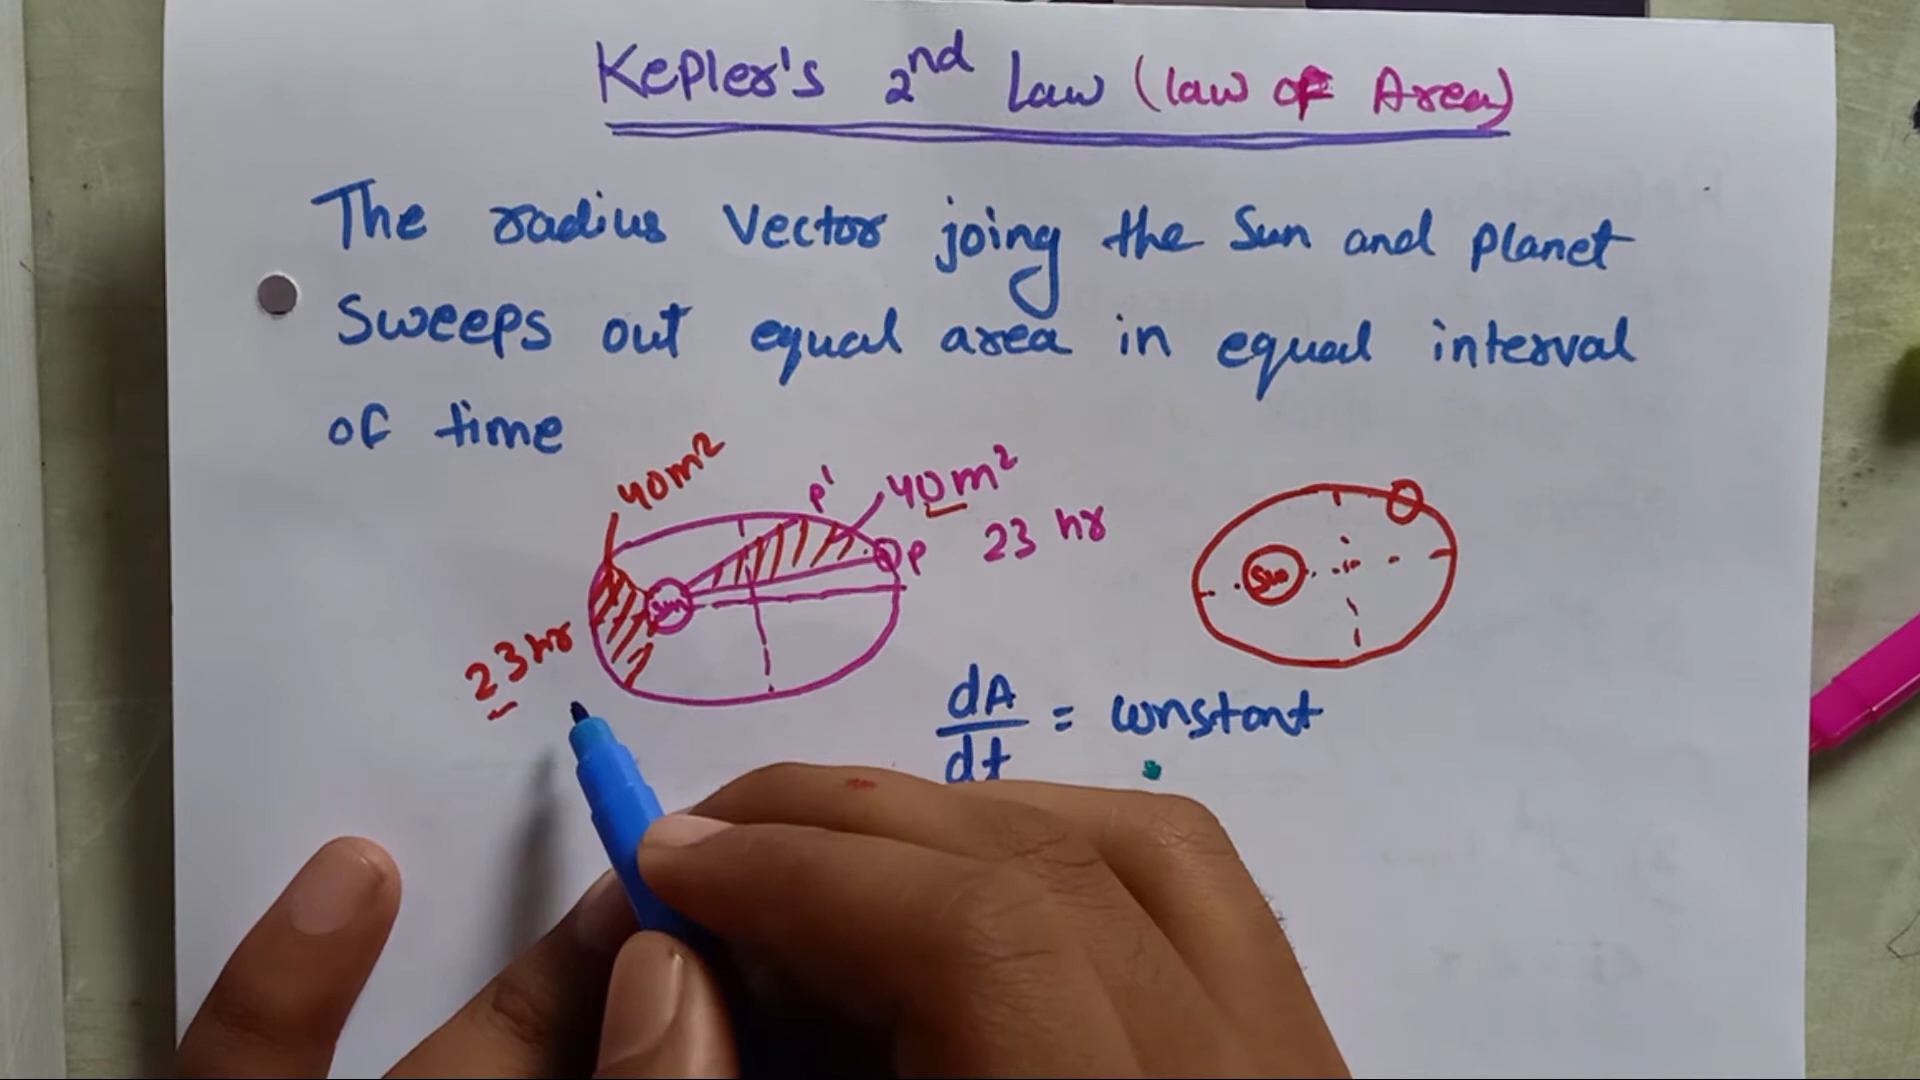 Kepler's 2nd Law (law of Area)
The radius Vector joing the Sun and planet
Sweeps out equal area in equal interval
of time
40m²
P'
40m²
P
23 hr
Sun
23 hr
Sun
dA
dt
= constant